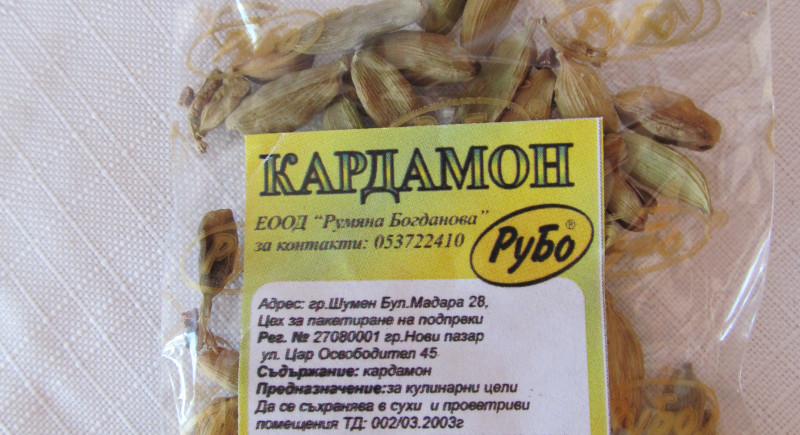 КАРДАМОН
ЕООД "Румяна Богданова"
за контакти: 053722410
РуБо®
Адрес: гр.Шумен Бул.Мадара 28,
Цех за пакетиране на подпреки
Рег. № 27080001 гр.Нови пазар
ул. Цар Освободител 45
Съдържание: кардамон
Предназначение:за кулинарни цели
Да се съхранява в сухи и проветриви
помещения ТД: 002/03.2003г
РуБо